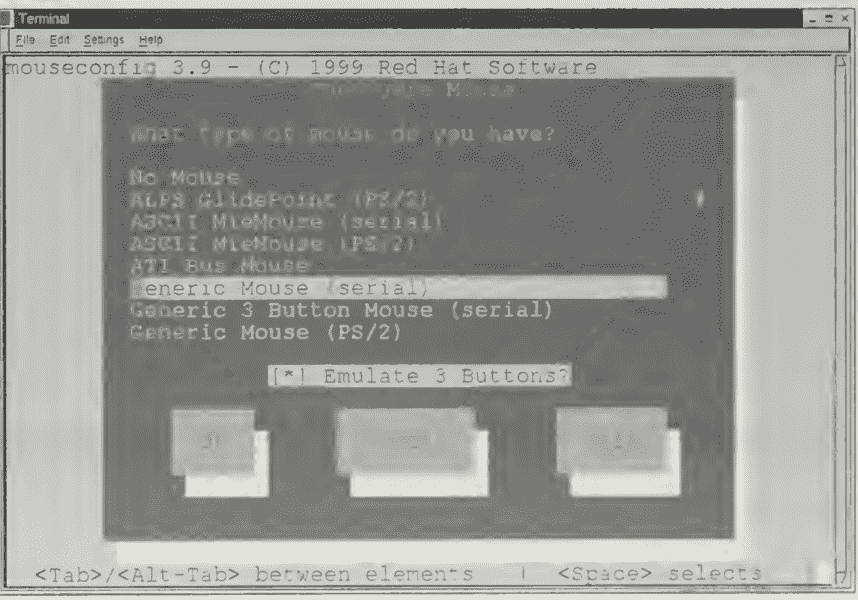 Terminal
File Edit Settings Help
mouseconfig 3.9 - (C) 1999 Red Hat Software
Mouse
What type of mouse do you have?
No Mouse
ALPS GlidePoint (PS/2)
ASCII MieMouse (serial)
ASCII MieMouse (PS/2)
ATI Bus Mouse
Generic Mouse (serial)
Generic 3 Button Mouse (serial)
Generic Mouse (PS/2)
[*] Emulate 3 Buttons?
<Tab>/<Alt-Tab> between elements | <Space> selects